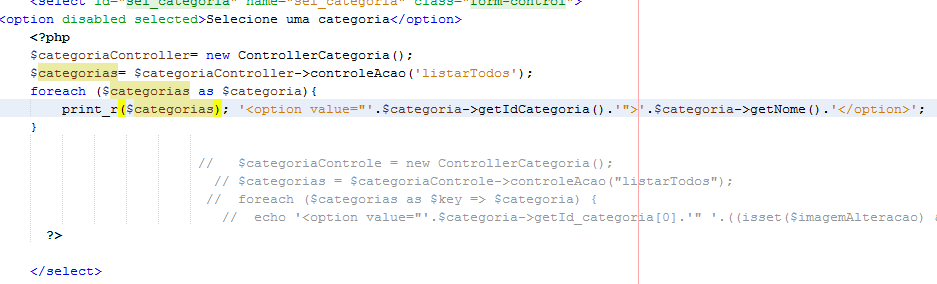 <select id="sel_categoria" name="sel_categoria" class="form-control">
<option disabled selected>Selecione uma categoria</option>
<?php
$categoriaController= new ControllerCategoria();
$categorias= $categoriaController->controleAcao('listarTodos');
foreach ($categorias as $categoria){
print_r($categorias); '<option value="'.$categoria->getIdCategoria().'">'.$categoria->getNome().'</option>';
}
// $categoriaControle = new ControllerCategoria();
// $categorias = $categoriaControle->controleAcao("listarTodos");
// foreach ($categorias as $key => $categoria) {
// echo '<option value="'.$categoria->getId_categoria[0].'" '.((isset($imagemAlteracao) a
?>
</select>